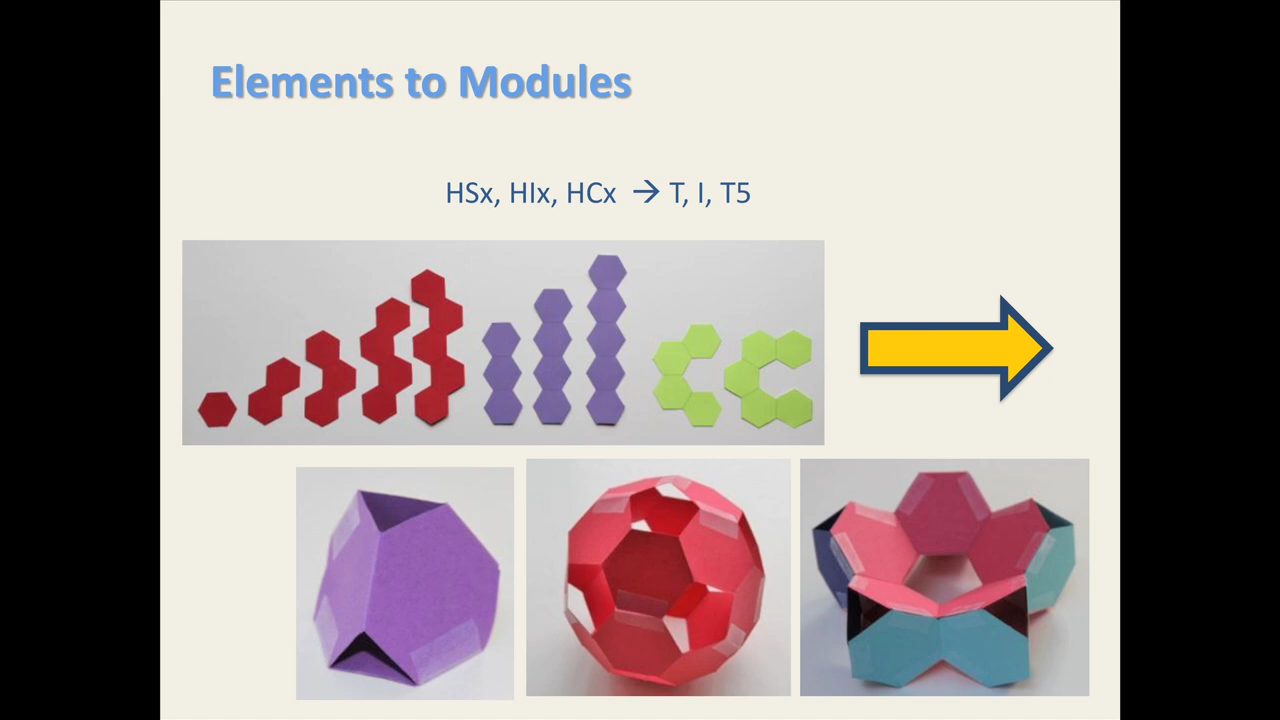 Elements to Modules
HSx, HIx, HCx → T, I, T5